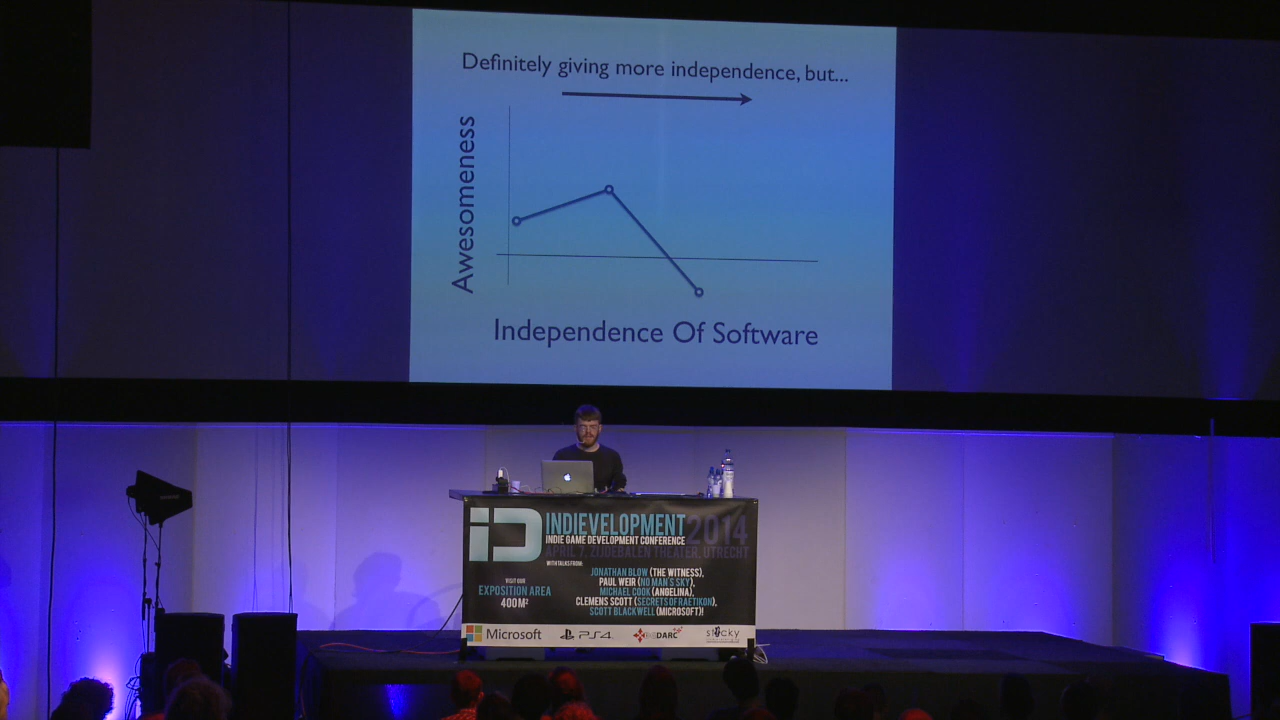 Definitely giving more independence, but...
Awesomeness
Independence Of Software
iD
INDIEVELOPMENT 2014
INDIE GAME DEVELOPMENT CONFERENCE
APRIL 7, ZIJDEBALEN THEATER, UTRECHT
WITH TALKS FROM:
JONATHAN BLOW (THE WITNESS),
PAUL WEIR (NO MAN'S SKY),
MICHAEL COOK (ANGELINA),
CLEMENS SCOTT (SECRETS OF RAETIKON),
SCOTT BLACKWELL (MICROSOFT)!
VISIT OUR
EXPOSITION AREA
400M²
Microsoft
PS4